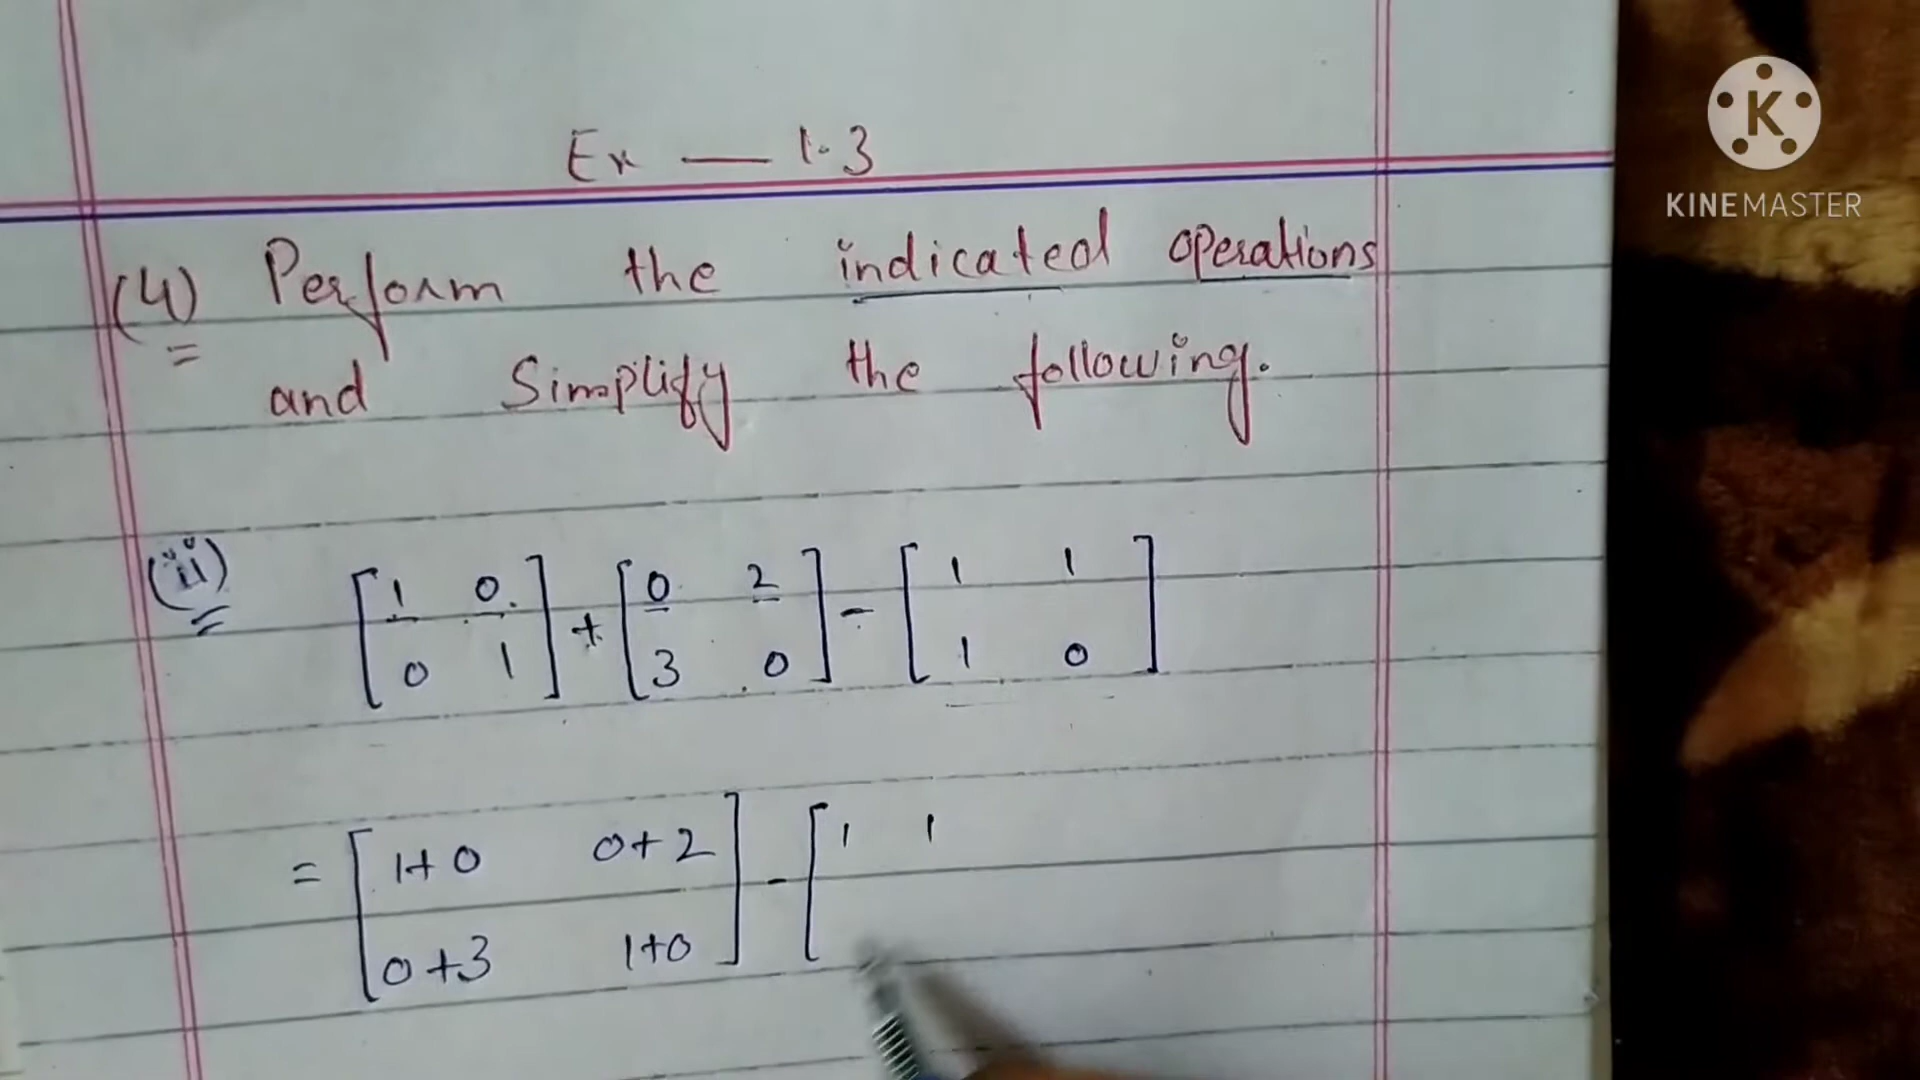 Ex — 1.3
K
KINEMASTER
(4) Perform the indicated operations
and Simplify the following.
(ii) [1 0 + [0 2 - [1 1
0 1] 3 0] 1 0]
= [1+0 0+2 - [1 1
0+3 1+0]